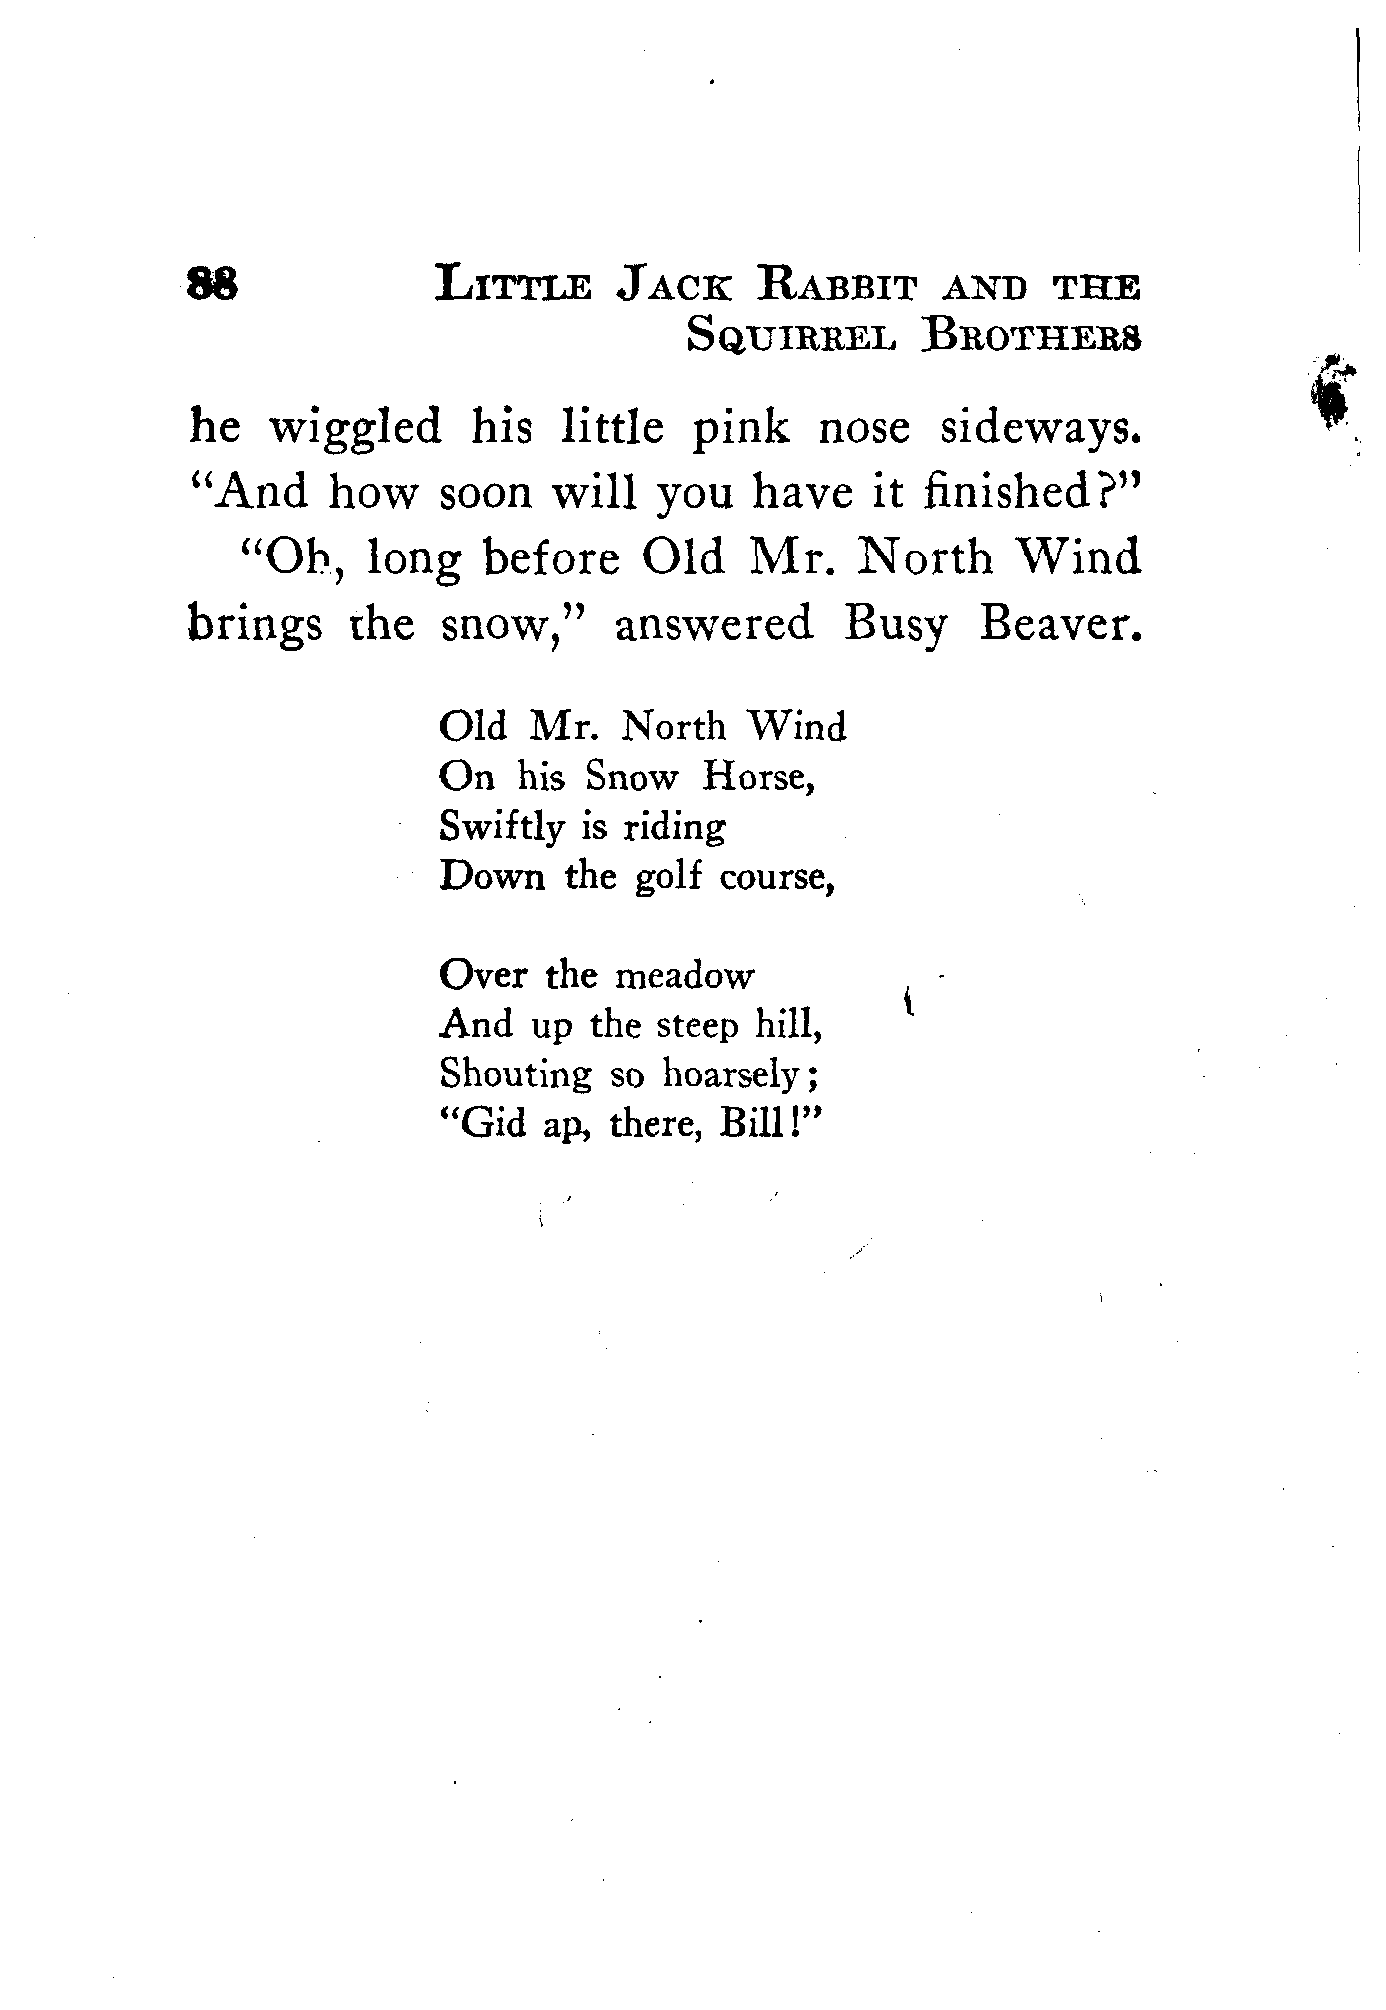 88 LITTLE JACK RABBIT AND THE
SQUIRREL BROTHERS
he wiggled his little pink nose sideways.
“And how soon will you have it finished?”
“Oh, long before Old Mr. North Wind
brings the snow,” answered Busy Beaver.
Old Mr. North Wind
On his Snow Horse,
Swiftly is riding
Down the golf course,
Over the meadow
And up the steep hill,
Shouting so hoarsely;
“Gid ap, there, Bill!”